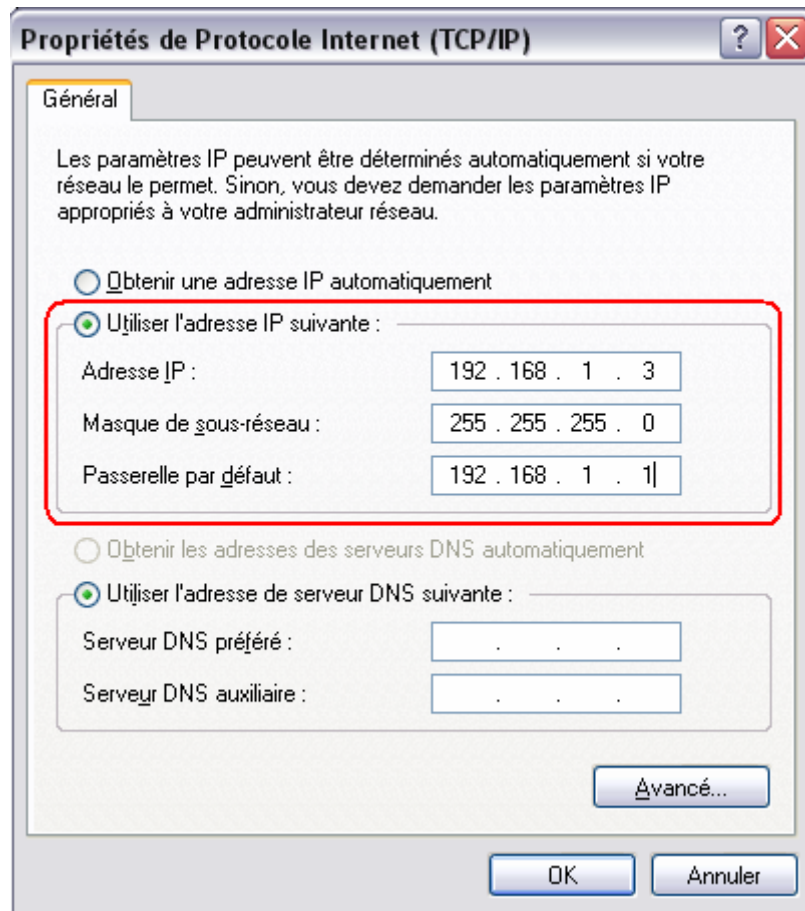 Propriétés de Protocole Internet (TCP/IP)
Général
Les paramètres IP peuvent être déterminés automatiquement si votre
réseau le permet. Sinon, vous devez demander les paramètres IP
appropriés à votre administrateur réseau.
Obtenir une adresse IP automatiquement
Utiliser l'adresse IP suivante :
Adresse IP : 192 . 168 . 1 . 3
Masque de sous-réseau : 255 . 255 . 255 . 0
Passerelle par défaut : 192 . 168 . 1 . 1
Obtenir les adresses des serveurs DNS automatiquement
Utiliser l'adresse de serveur DNS suivante :
Serveur DNS préféré : . . .
Serveur DNS auxiliaire : . . .
Avancé...
OK Annuler